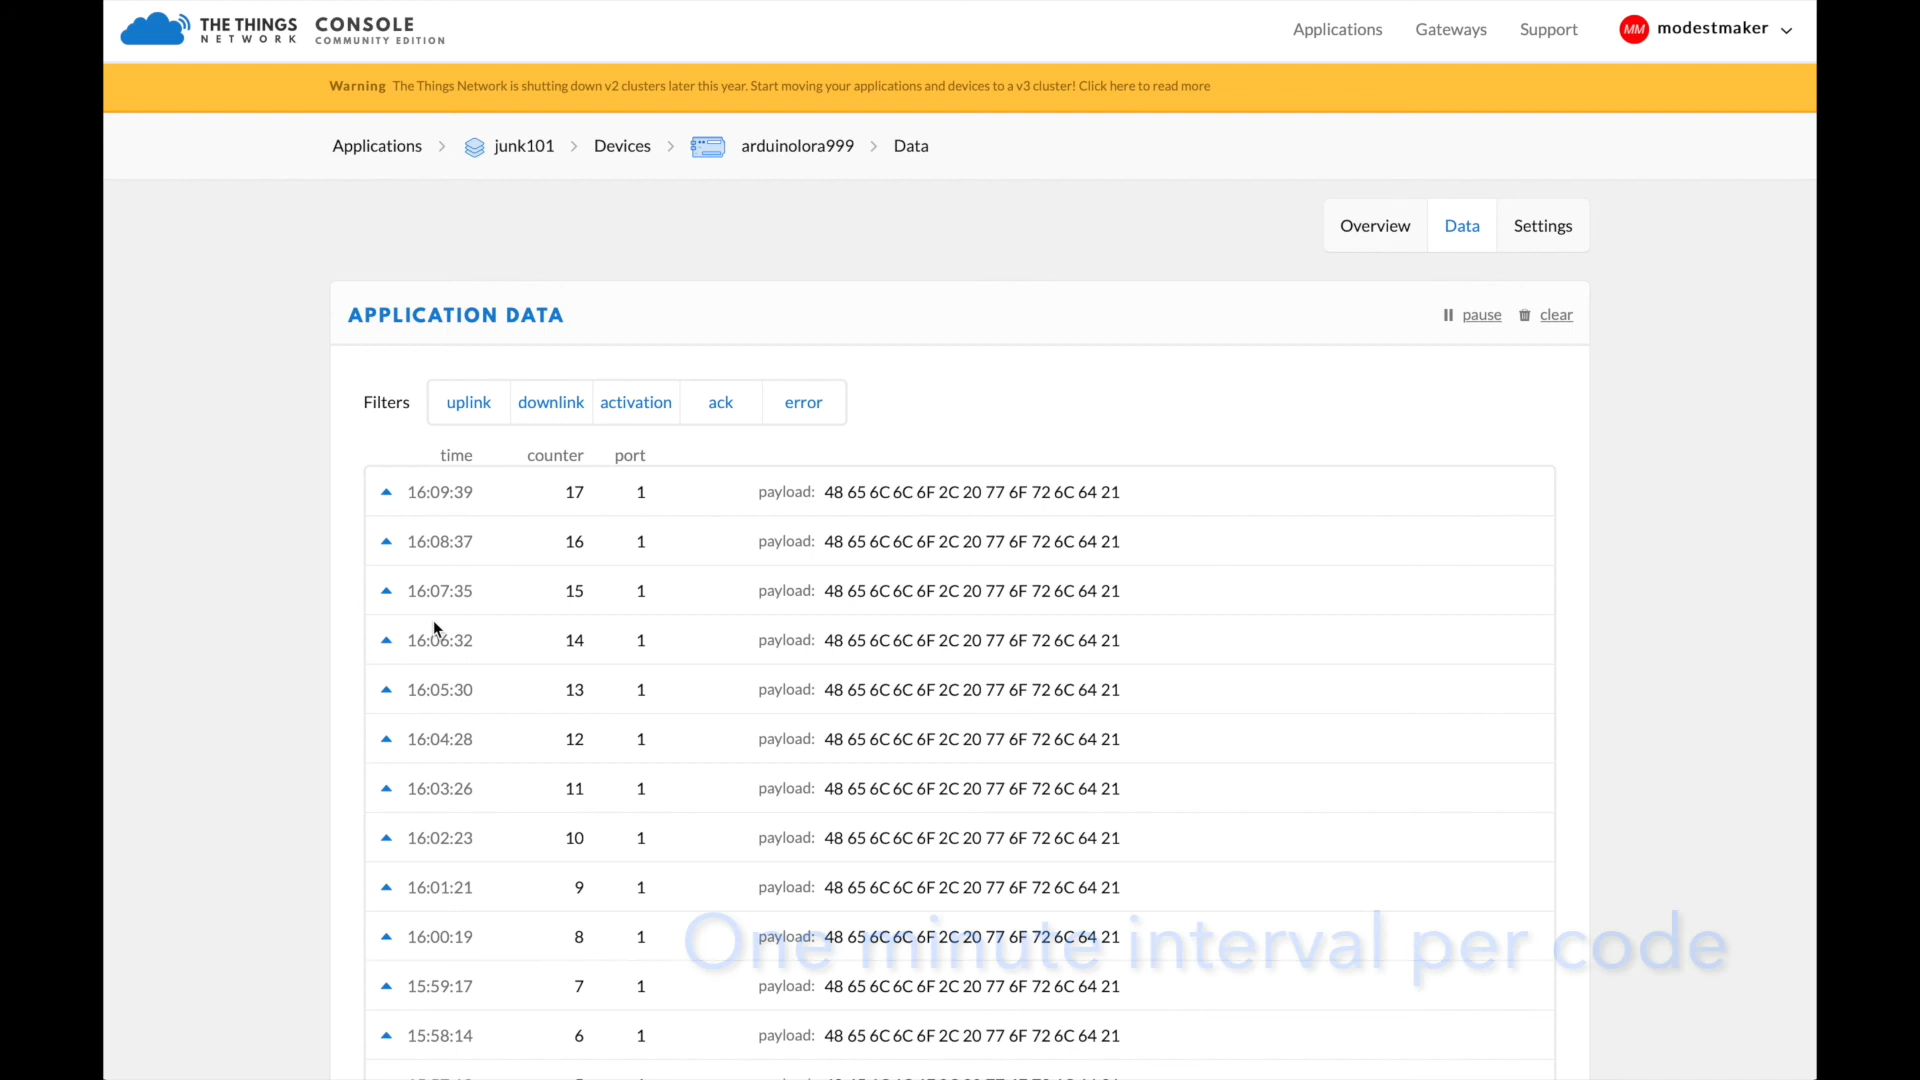 THE THINGS NETWORK CONSOLE COMMUNITY EDITION
Applications Gateways Support MM modestmaker
Warning The Things Network is shutting down v2 clusters later this year. Start moving your applications and devices to a v3 cluster! Click here to read more
Applications junk101 Devices arduinolora999 Data
Overview Data Settings
APPLICATION DATA pause clear
Filters uplink downlink activation ack error
time counter port
16:09:39 17 1 payload: 48 65 6C 6C 6F 2C 20 77 6F 72 6C 64 21
16:08:37 16 1 payload: 48 65 6C 6C 6F 2C 20 77 6F 72 6C 64 21
16:07:35 15 1 payload: 48 65 6C 6C 6F 2C 20 77 6F 72 6C 64 21
16:06:32 14 1 payload: 48 65 6C 6C 6F 2C 20 77 6F 72 6C 64 21
16:05:30 13 1 payload: 48 65 6C 6C 6F 2C 20 77 6F 72 6C 64 21
16:04:28 12 1 payload: 48 65 6C 6C 6F 2C 20 77 6F 72 6C 64 21
16:03:26 11 1 payload: 48 65 6C 6C 6F 2C 20 77 6F 72 6C 64 21
16:02:23 10 1 payload: 48 65 6C 6C 6F 2C 20 77 6F 72 6C 64 21
16:01:21 9 1 payload: 48 65 6C 6C 6F 2C 20 77 6F 72 6C 64 21
16:00:19 8 1 payload: 48 65 6C 6C 6F 2C 20 77 6F 72 6C 64 21
One minute interval per code
15:59:17 7 1 payload: 48 65 6C 6C 6F 2C 20 77 6F 72 6C 64 21
15:58:14 6 1 payload: 48 65 6C 6C 6F 2C 20 77 6F 72 6C 64 21